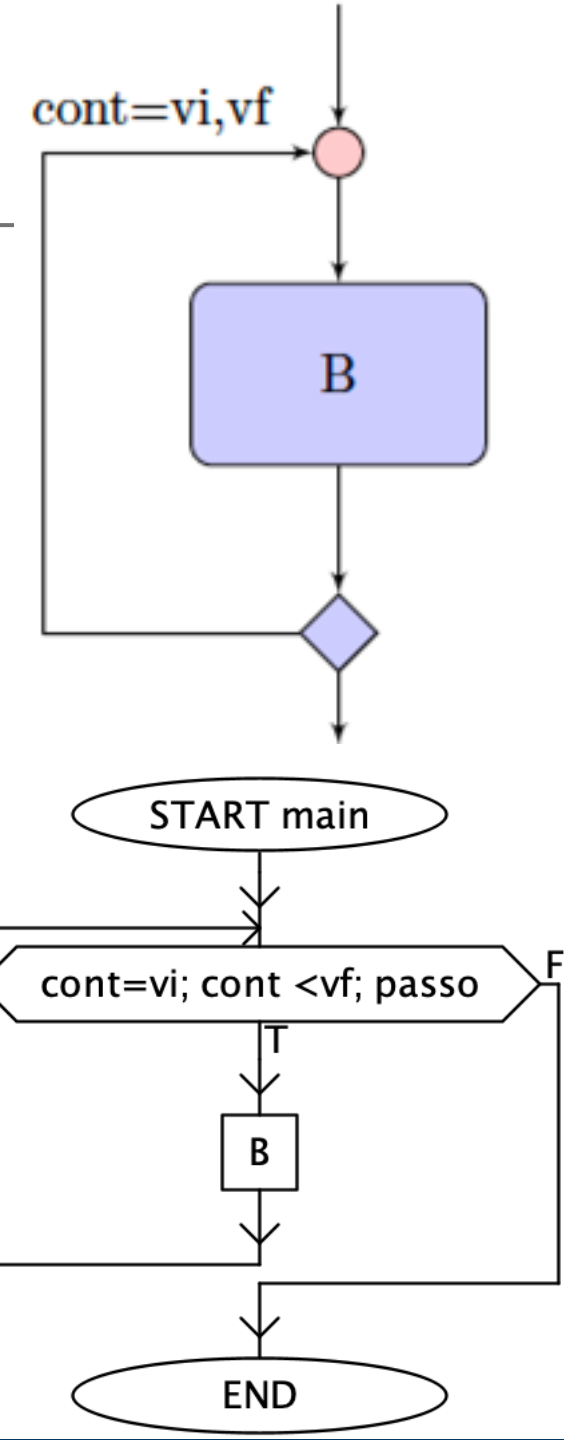 cont=vi,vf
B
START main
cont=vi; cont <vf; passo
F
T
B
END